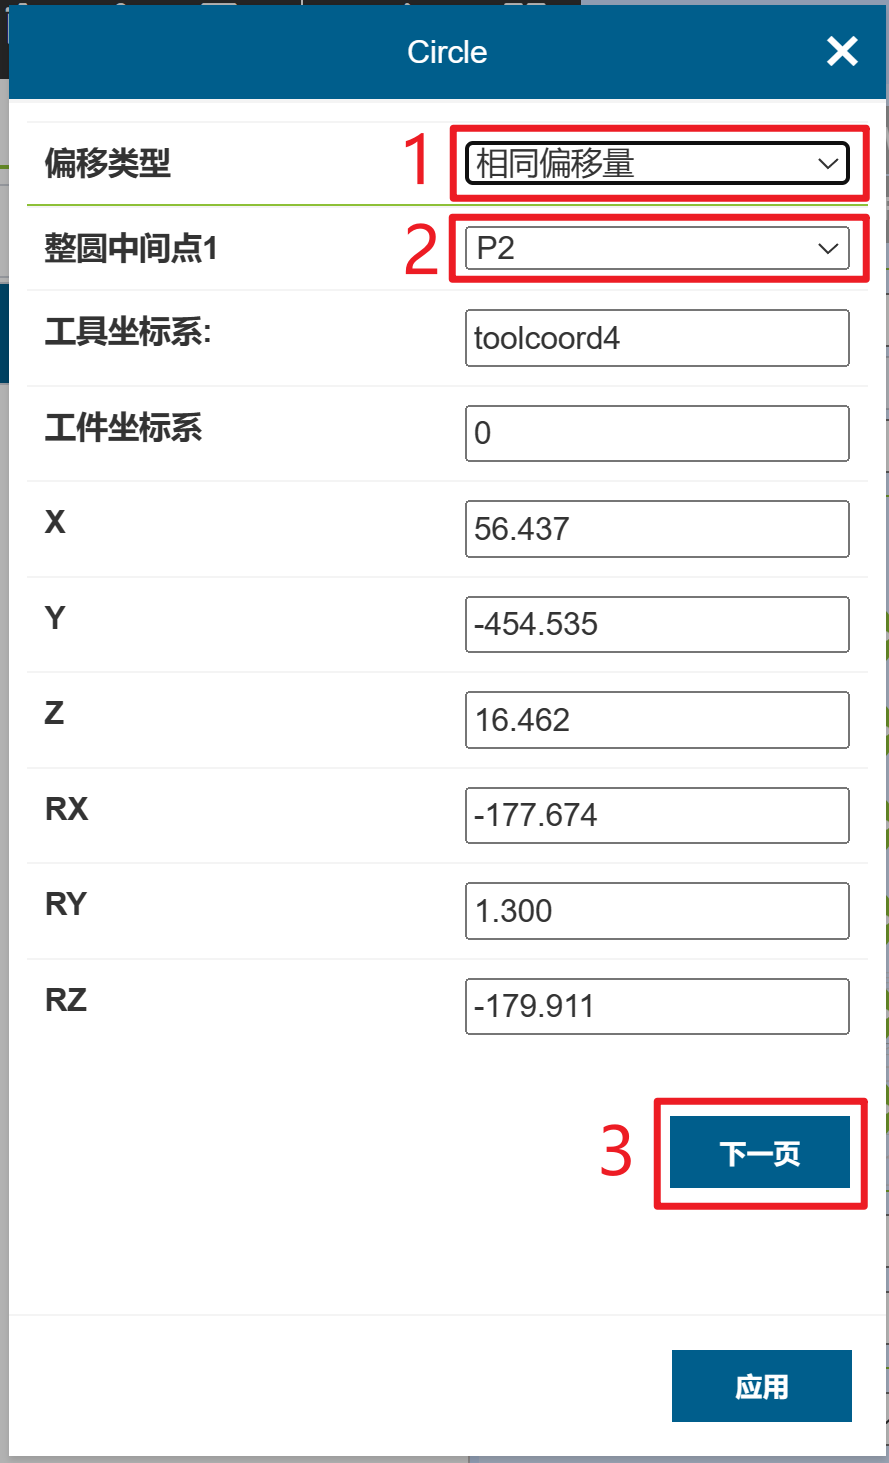 Circle
偏移类型 1 相同偏移量
整圆中间点1 2 P2
工具坐标系: toolcoord4
工件坐标系 0
X 56.437
Y -454.535
Z 16.462
RX -177.674
RY 1.300
RZ -179.911
3 下一页
应用